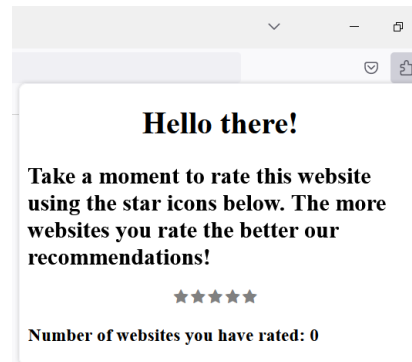 Hello there!
Take a moment to rate this website
using the star icons below. The more
websites you rate the better our
recommendations!
Number of websites you have rated: 0